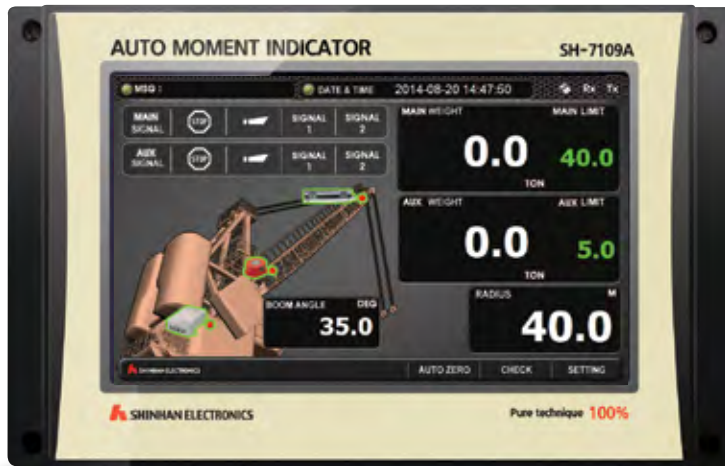 AUTO MOMENT INDICATOR
SH-7109A
MSG :
DATE & TIME 2014-08-20 14:47:50 Rx Tx
MAIN SIGNAL STOP SIGNAL 1 SIGNAL 2
AUX SIGNAL STOP SIGNAL 1 SIGNAL 2
MAIN WEIGHT MAIN LIMIT
0.0 40.0
TON
AUX WEIGHT AUX LIMIT
0.0 5.0
TON
BOOM ANGLE DEG
35.0
RADIUS M
40.0
SHINHAN ELECTRONICS
AUTO ZERO CHECK SETTING
SHINHAN ELECTRONICS
Pure technique 100%